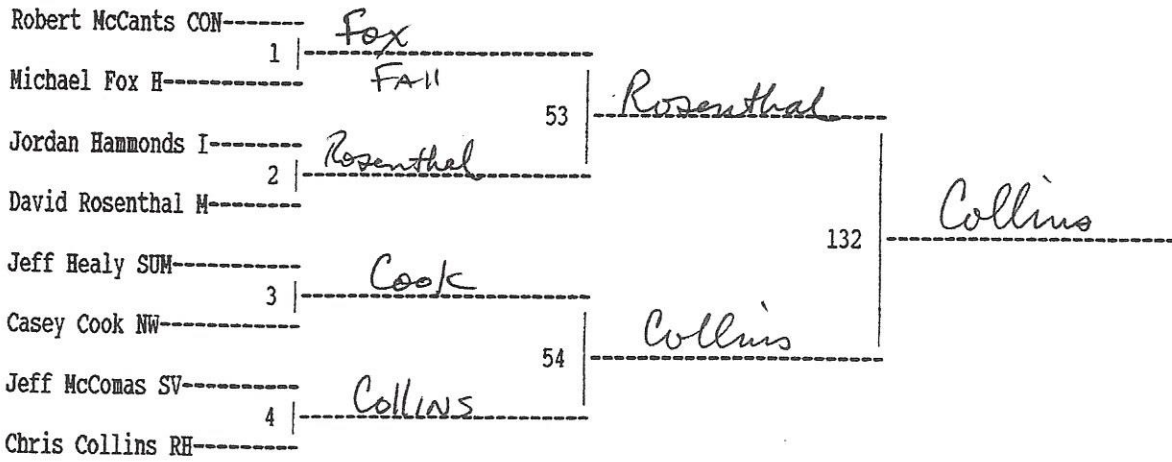 Robert McCants CON
1 Fox
Michael Fox H
Fall
53 Rosenthal
Jordan Hammonds I
2 Rosenthal
David Rosenthal M
132 Collins
Jeff Healy SUM
3 Cook
Casey Cook NW
54 Collins
Jeff McComas SV
4 Collins
Chris Collins RH